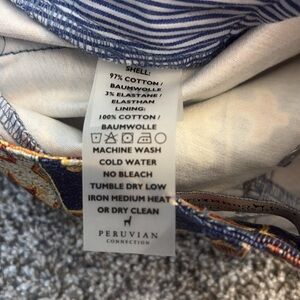 SHELL:
97% COTTON /
BAUMWOLLE
3% ELASTANE /
ELASTHAN
LINING:
100% COTTON /
BAUMWOLLE
MACHINE WASH
COLD WATER
NO BLEACH
TUMBLE DRY LOW
IRON MEDIUM HEAT
OR DRY CLEAN
PERUVIAN
CONNECTION